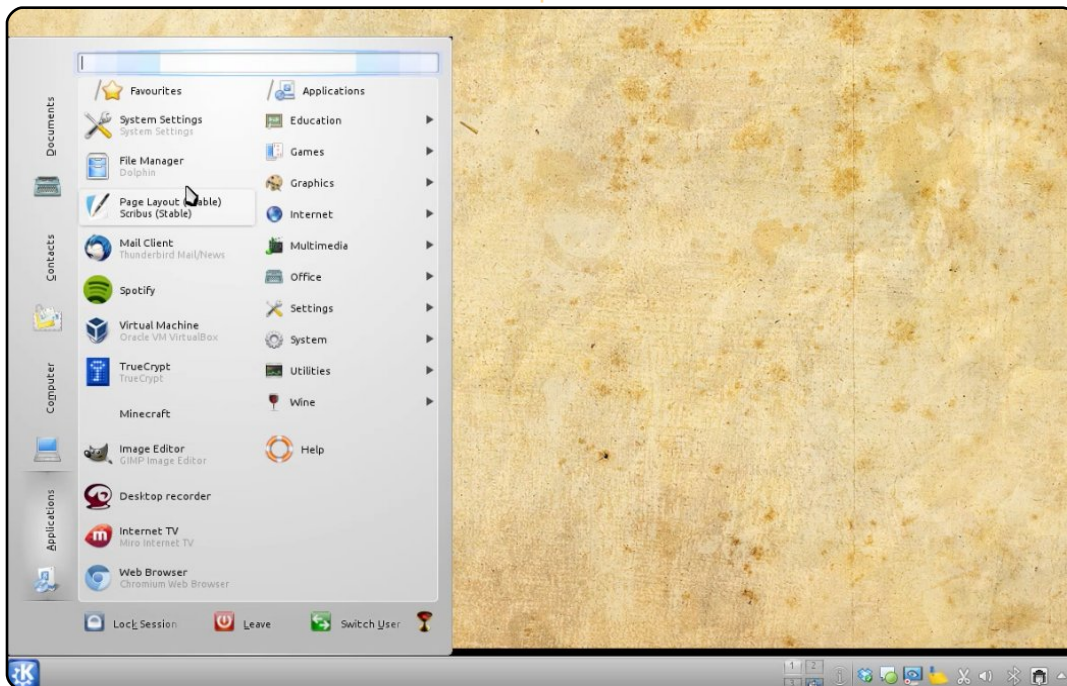 Documents
Contacts
Computer
Applications
Favourites
System Settings
System Settings
File Manager
Dolphin
Page Layout (able)
Scribus (Stable)
Mail Client
Thunderbird Mail/News
Spotify
Virtual Machine
Oracle VM VirtualBox
TrueCrypt
TrueCrypt
Minecraft
Image Editor
GIMP Image Editor
Desktop recorder
Internet TV
Miro Internet TV
Web Browser
Chromium Web Browser
Applications
Education
Games
Graphics
Internet
Multimedia
Office
Settings
System
Utilities
Wine
Help
Lock Session
Leave
Switch User
1 2